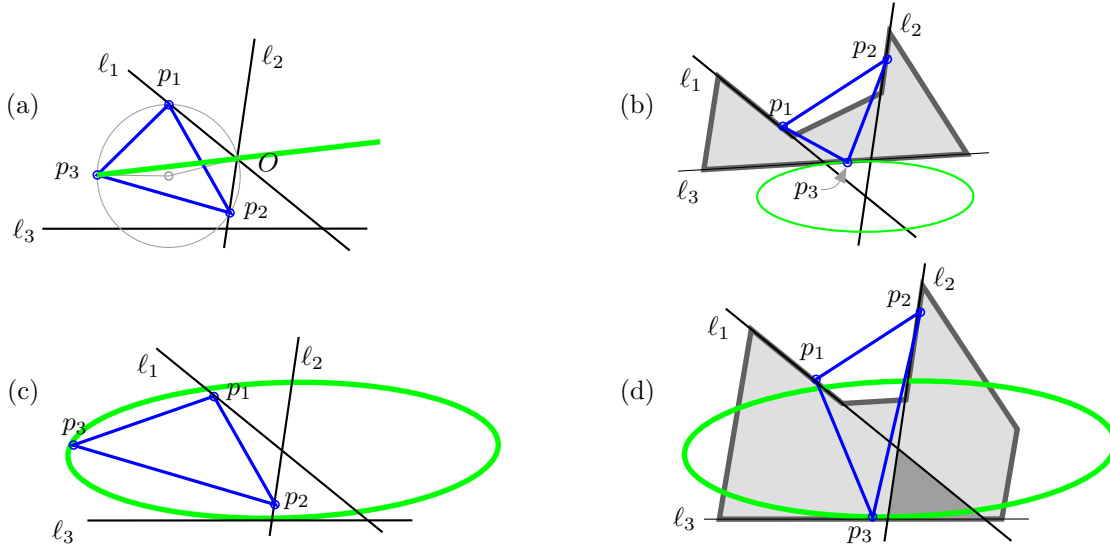 (a)
ℓ₁
p₁
ℓ₂
p₃
O
p₂
ℓ₃
(b)
ℓ₁
p₂
ℓ₂
p₁
ℓ₃
p₃
(c)
ℓ₁
ℓ₂
p₁
p₃
p₂
ℓ₃
(d)
ℓ₁
p₂
ℓ₂
p₁
ℓ₃
p₃